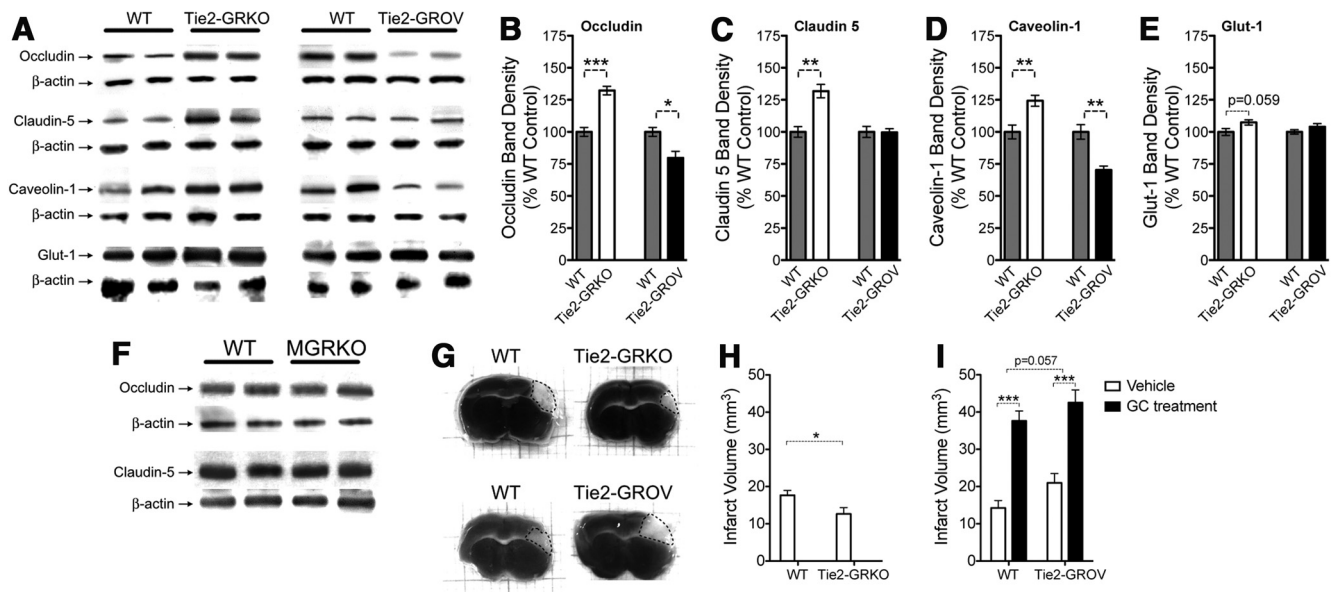 A
WT Tie2-GRKO WT Tie2-GROV
Occludin
β-actin
Claudin-5
β-actin
Caveolin-1
β-actin
Glut-1
β-actin
B
Occludin
Occludin Band Density
(% WT Control)
175
150
125
100
75
50
25
0
***
*
WT
Tie2-GRKO
WT
Tie2-GROV
C
Claudin 5
Claudin 5 Band Density
(% WT Control)
175
150
125
100
75
50
25
0
**
WT
Tie2-GRKO
WT
Tie2-GROV
D
Caveolin-1
Caveolin-1 Band Density
(% WT Control)
175
150
125
100
75
50
25
0
**
**
WT
Tie2-GRKO
WT
Tie2-GROV
E
Glut-1
Glut-1 Band Density
(% WT Control)
175
150
125
100
75
50
25
0
p=0.059
WT
Tie2-GRKO
WT
Tie2-GROV
F
WT MGRKO
Occludin
β-actin
Claudin-5
β-actin
G
WT Tie2-GRKO
WT Tie2-GROV
H
Infarct Volume (mm³)
50
40
30
20
10
0
*
WT Tie2-GRKO
I
Infarct Volume (mm³)
50
40
30
20
10
0
p=0.057
***
***
WT Tie2-GROV
Vehicle
GC treatment